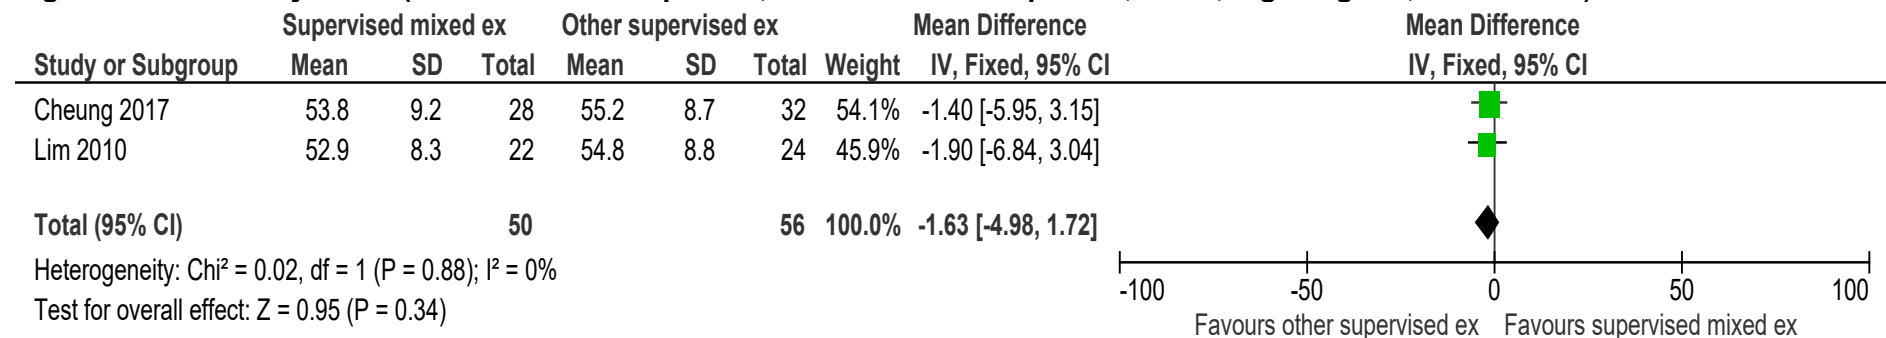 Supervised mixed ex Other supervised ex Mean Difference Mean Difference
Study or Subgroup Mean SD Total Mean SD Total Weight IV, Fixed, 95% CI IV, Fixed, 95% CI
Cheung 2017 53.8 9.2 28 55.2 8.7 32 54.1% -1.40 [-5.95, 3.15]
Lim 2010 52.9 8.3 22 54.8 8.8 24 45.9% -1.90 [-6.84, 3.04]
Total (95% CI) 50 56 100.0% -1.63 [-4.98, 1.72]
Heterogeneity: Chi² = 0.02, df = 1 (P = 0.88); I² = 0%
Test for overall effect: Z = 0.95 (P = 0.34)
-100 -50 0 50 100
Favours other supervised ex Favours supervised mixed ex